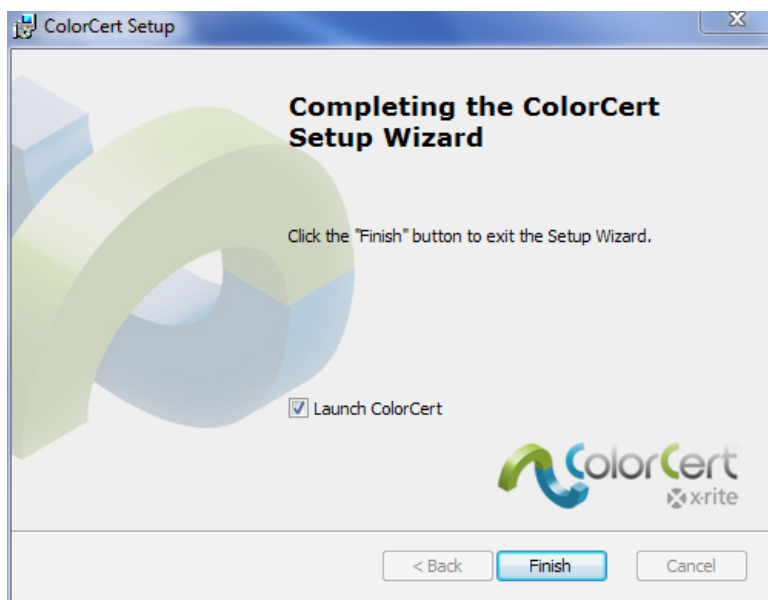 ColorCert Setup
Completing the ColorCert
Setup Wizard
Click the "Finish" button to exit the Setup Wizard.
Launch ColorCert
ColorCert
x·rite
< Back
Finish
Cancel